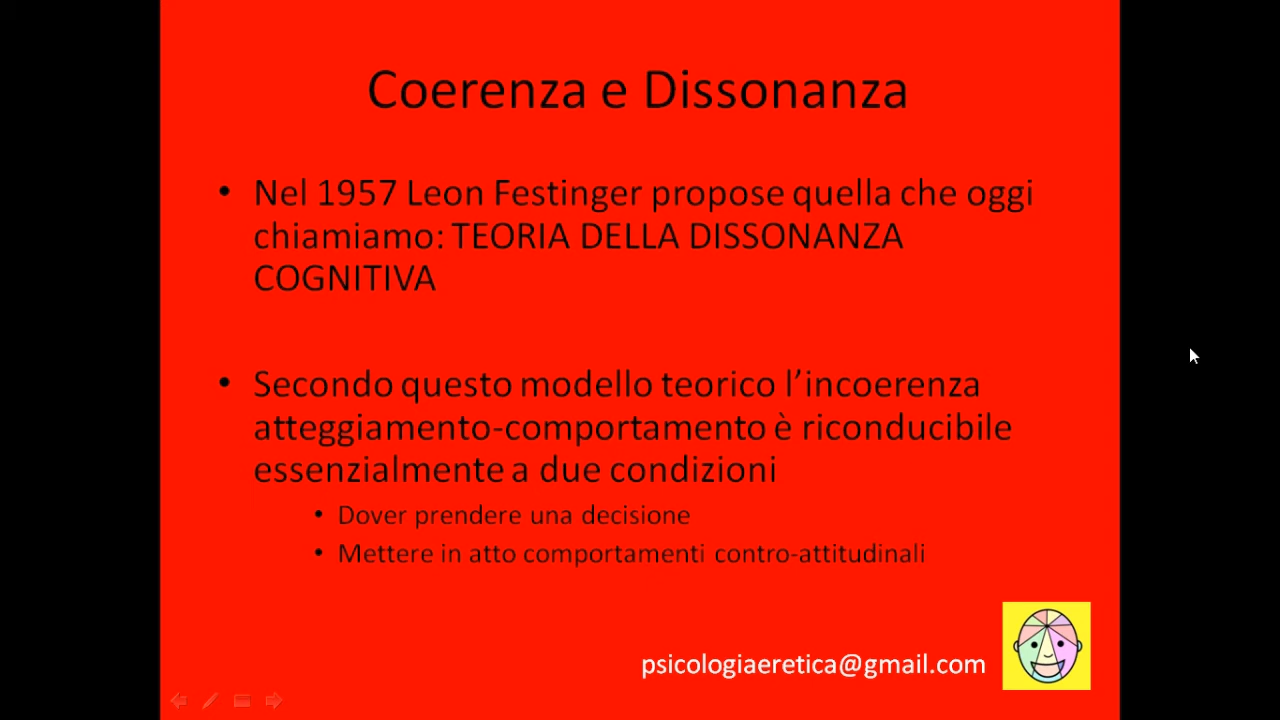 Coerenza e Dissonanza
• Nel 1957 Leon Festinger propose quella che oggi
chiamiamo: TEORIA DELLA DISSONANZA
COGNITIVA
• Secondo questo modello teorico l’incoerenza
atteggiamento-comportamento è riconducibile
essenzialmente a due condizioni
• Dover prendere una decisione
• Mettere in atto comportamenti contro-attitudinali
psicologiaeretica@gmail.com